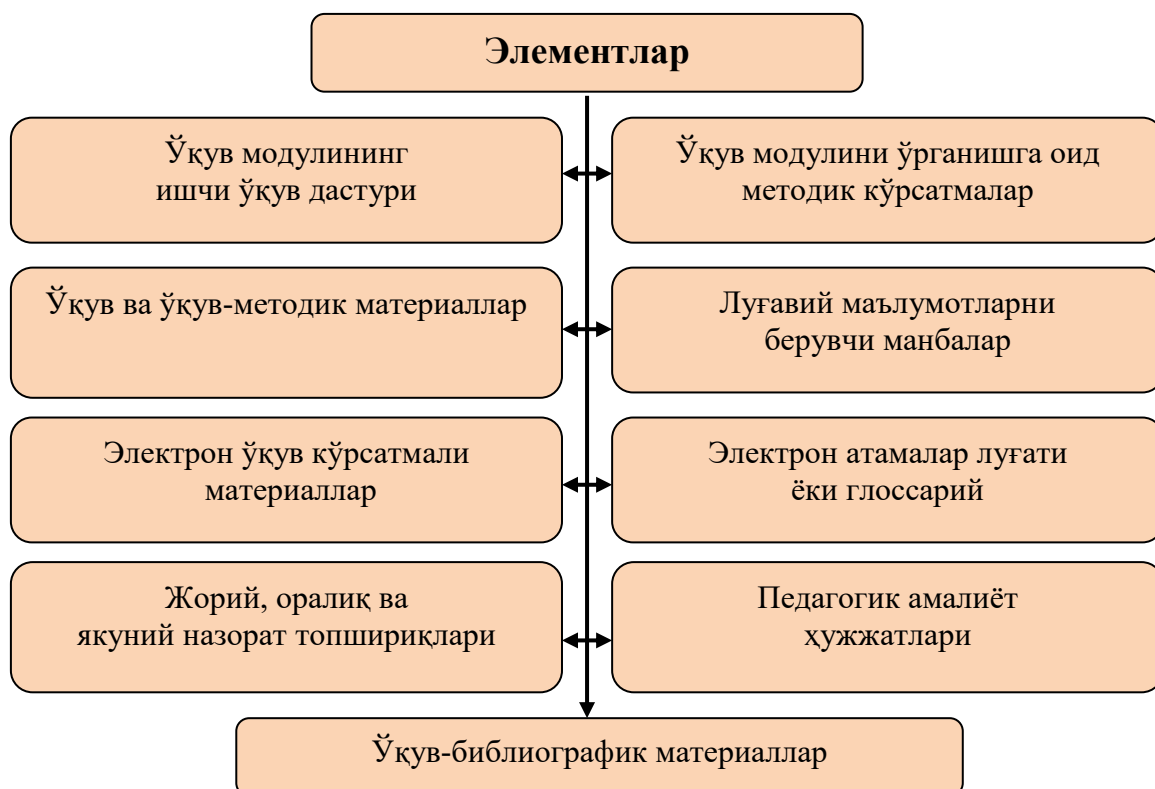 Элементлар
Ўқув модулининг
ишчи ўқув дастури
Ўқув модулини ўрганишга оид
методик кўрсатмалар
Ўқув ва ўқув-методик материаллар
Луғавий маълумотларни
берувчи манбалар
Электрон ўқув кўрсатмали
материаллар
Электрон атамалар луғати
ёки глоссарий
Жорий, оралиқ ва
якуний назорат топшириқлари
Педагогик амалиёт
ҳужжатлари
Ўқув-библиографик материаллар